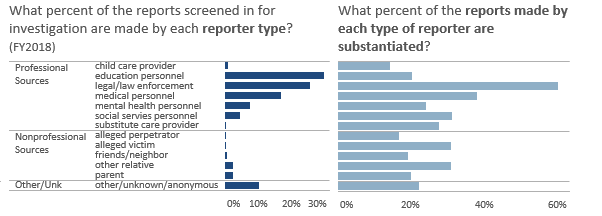 What percent of the reports screened in for
investigation are made by each reporter type?
(FY2018)
Professional Sources
child care provider
education personnel
legal/law enforcement
medical personnel
mental health personnel
social servies personnel
substitute care provider
Nonprofessional Sources
alleged perpetrator
alleged victim
friends/neighbor
other relative
parent
Other/Unk other/unknown/anonymous
0% 10% 20% 30%
What percent of the reports made by
each type of reporter are
substantiated?
0% 20% 40% 60%